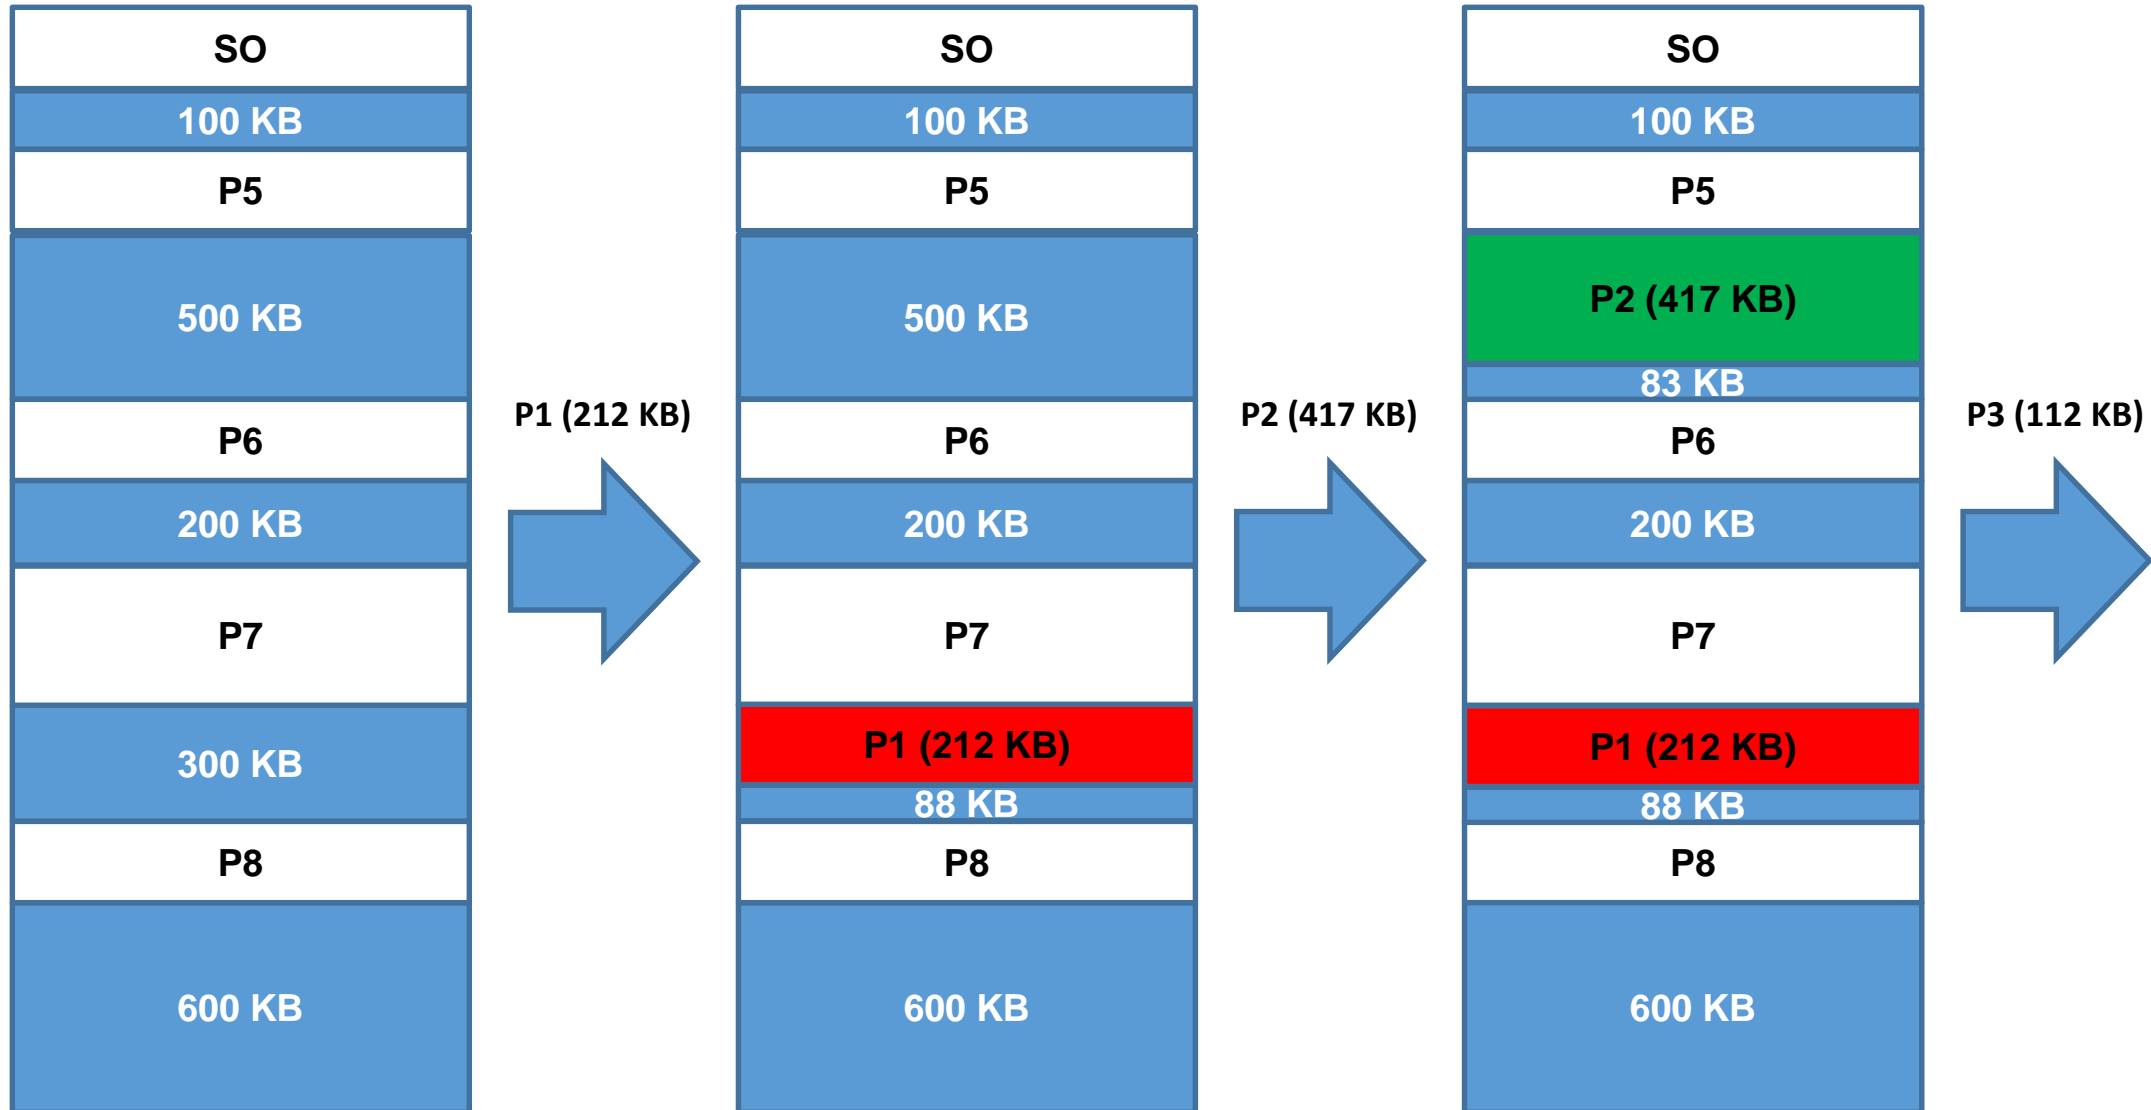 SO
100 KB
P5
500 KB
P6
200 KB
P7
300 KB
P8
600 KB
P1 (212 KB)
SO
100 KB
P5
500 KB
P6
200 KB
P7
P1 (212 KB)
88 KB
P8
600 KB
P2 (417 KB)
SO
100 KB
P5
P2 (417 KB)
83 KB
P6
200 KB
P7
P1 (212 KB)
88 KB
P8
600 KB
P3 (112 KB)